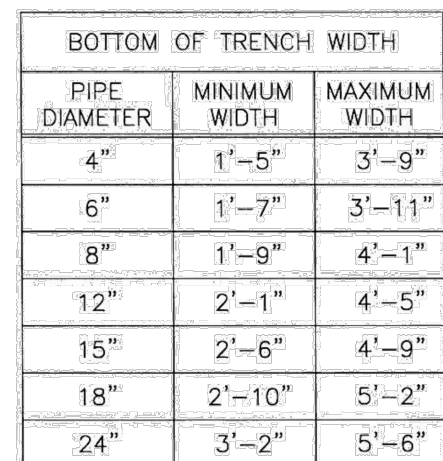 BOTTOM OF TRENCH WIDTH
PIPE DIAMETER MINIMUM WIDTH MAXIMUM WIDTH
4" 1'-5" 3'-9"
6" 1'-7" 3'-11"
8" 1'-9" 4'-1"
12" 2'-1" 4'-5"
15" 2'-6" 4'-9"
18" 2'-10" 5'-2"
24" 3'-2" 5'-6"